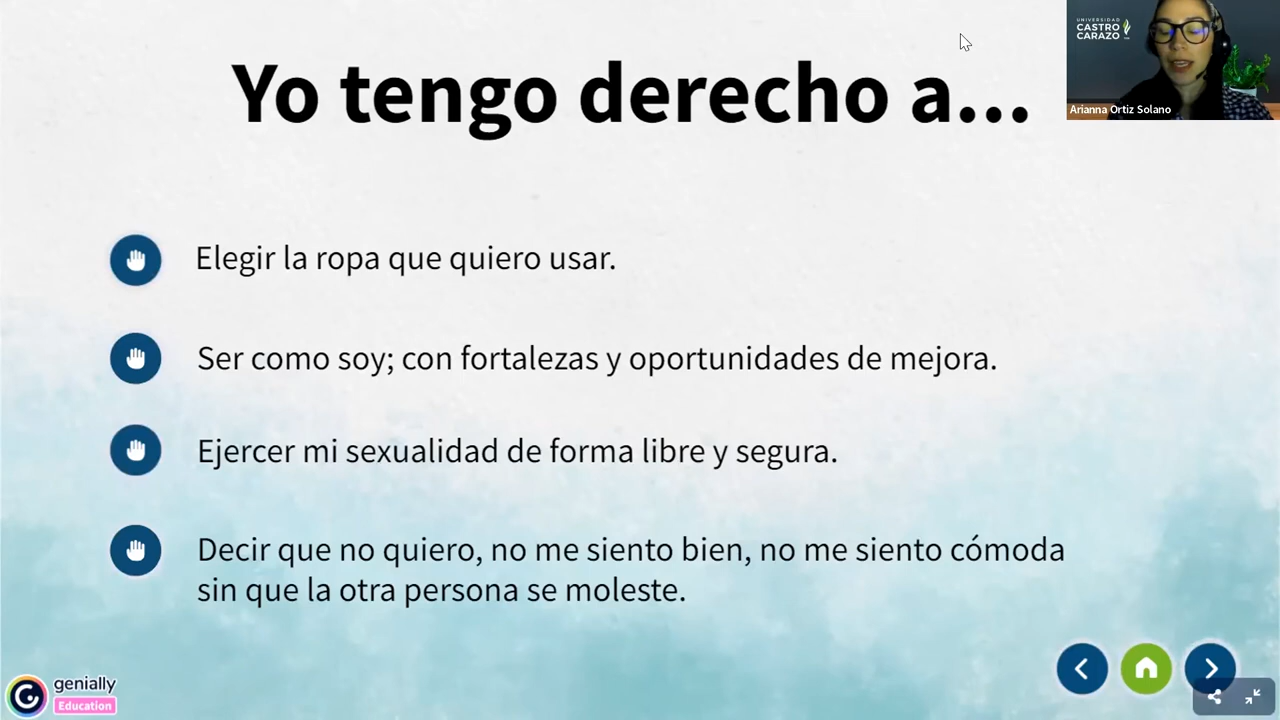 Yo tengo derecho a...
UNIVERSIDAD
CASTRO
CARAZO
Arianna Ortiz Solano
Elegir la ropa que quiero usar.
Ser como soy; con fortalezas y oportunidades de mejora.
Ejercer mi sexualidad de forma libre y segura.
Decir que no quiero, no me siento bien, no me siento cómoda
sin que la otra persona se moleste.
genially
Education